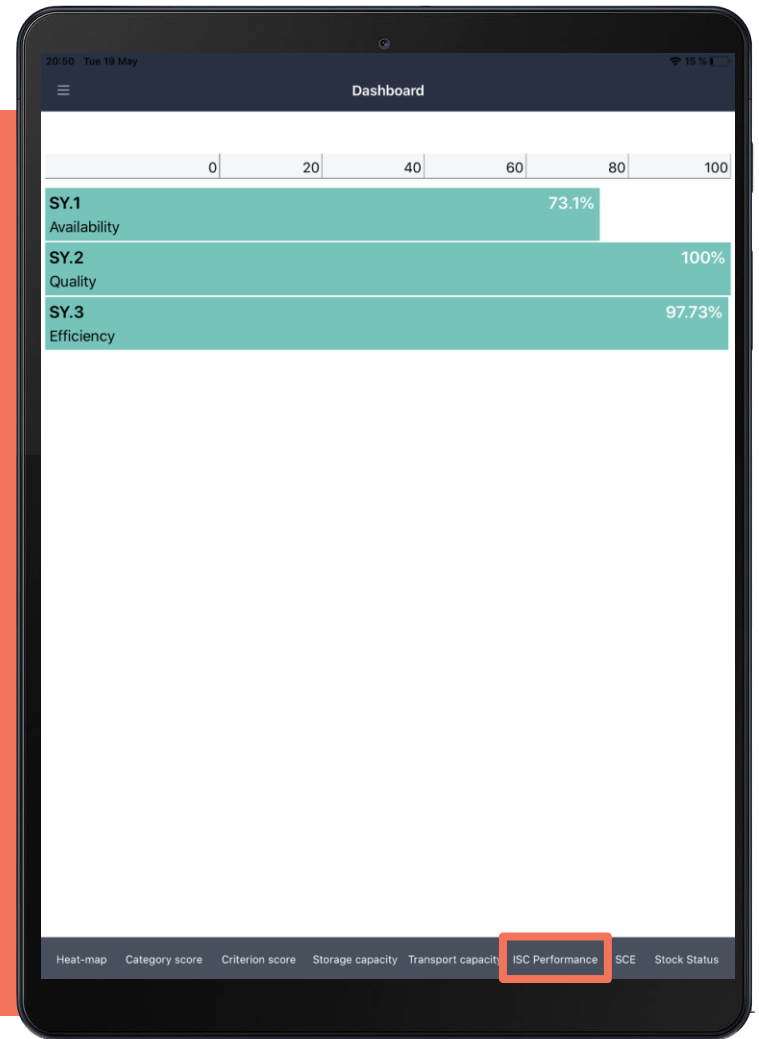 20:50 Tue 19 May 15 %
Dashboard
0 20 40 60 80 100
SY.1 73.1%
Availability
SY.2 100%
Quality
SY.3 97.73%
Efficiency
Heat-map Category score Criterion score Storage capacity Transport capacity ISC Performance SCE Stock Status